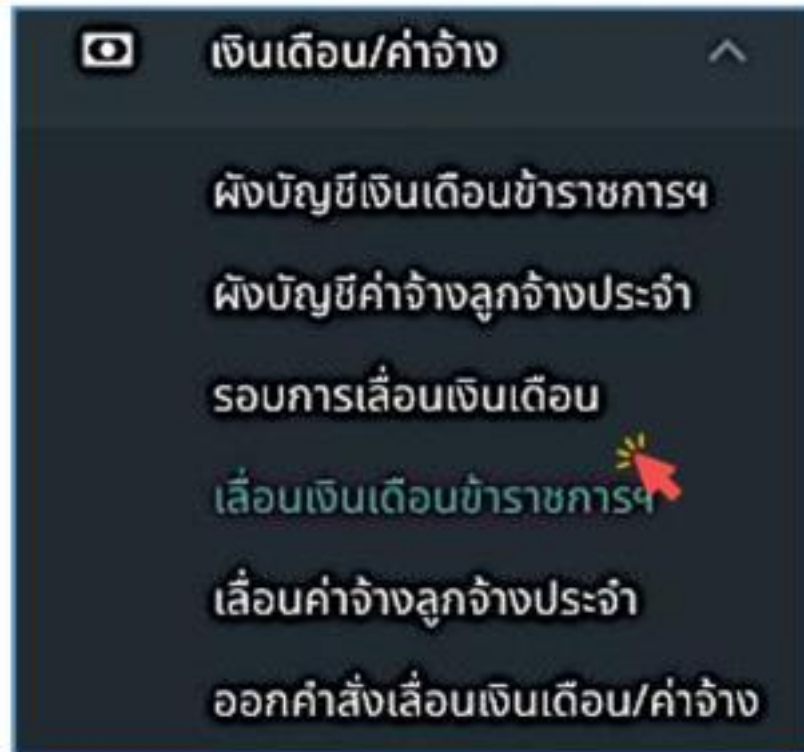 เงินเดือน/ค่าจ้าง
ผังบัญชีเงินเดือนข้าราชการฯ
ผังบัญชีค่าจ้างลูกจ้างประจำ
รอบการเลื่อนเงินเดือน
เลื่อนเงินเดือนข้าราชการฯ
เลื่อนค่าจ้างลูกจ้างประจำ
ออกคำสั่งเลื่อนเงินเดือน/ค่าจ้าง